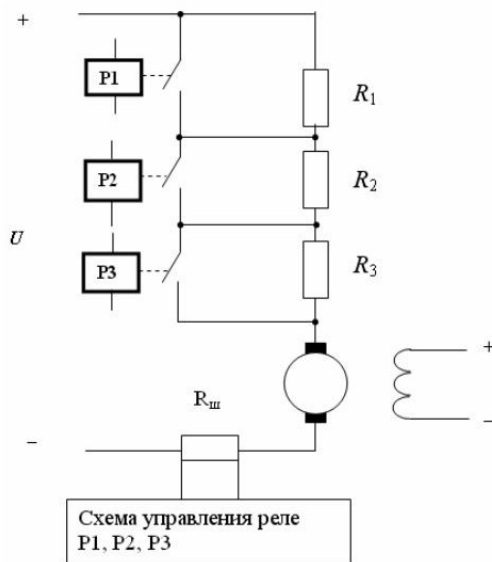 +
P1
R1
P2
R2
U
P3
R3
+
Rш
−
−
Схема управления реле
P1, P2, P3